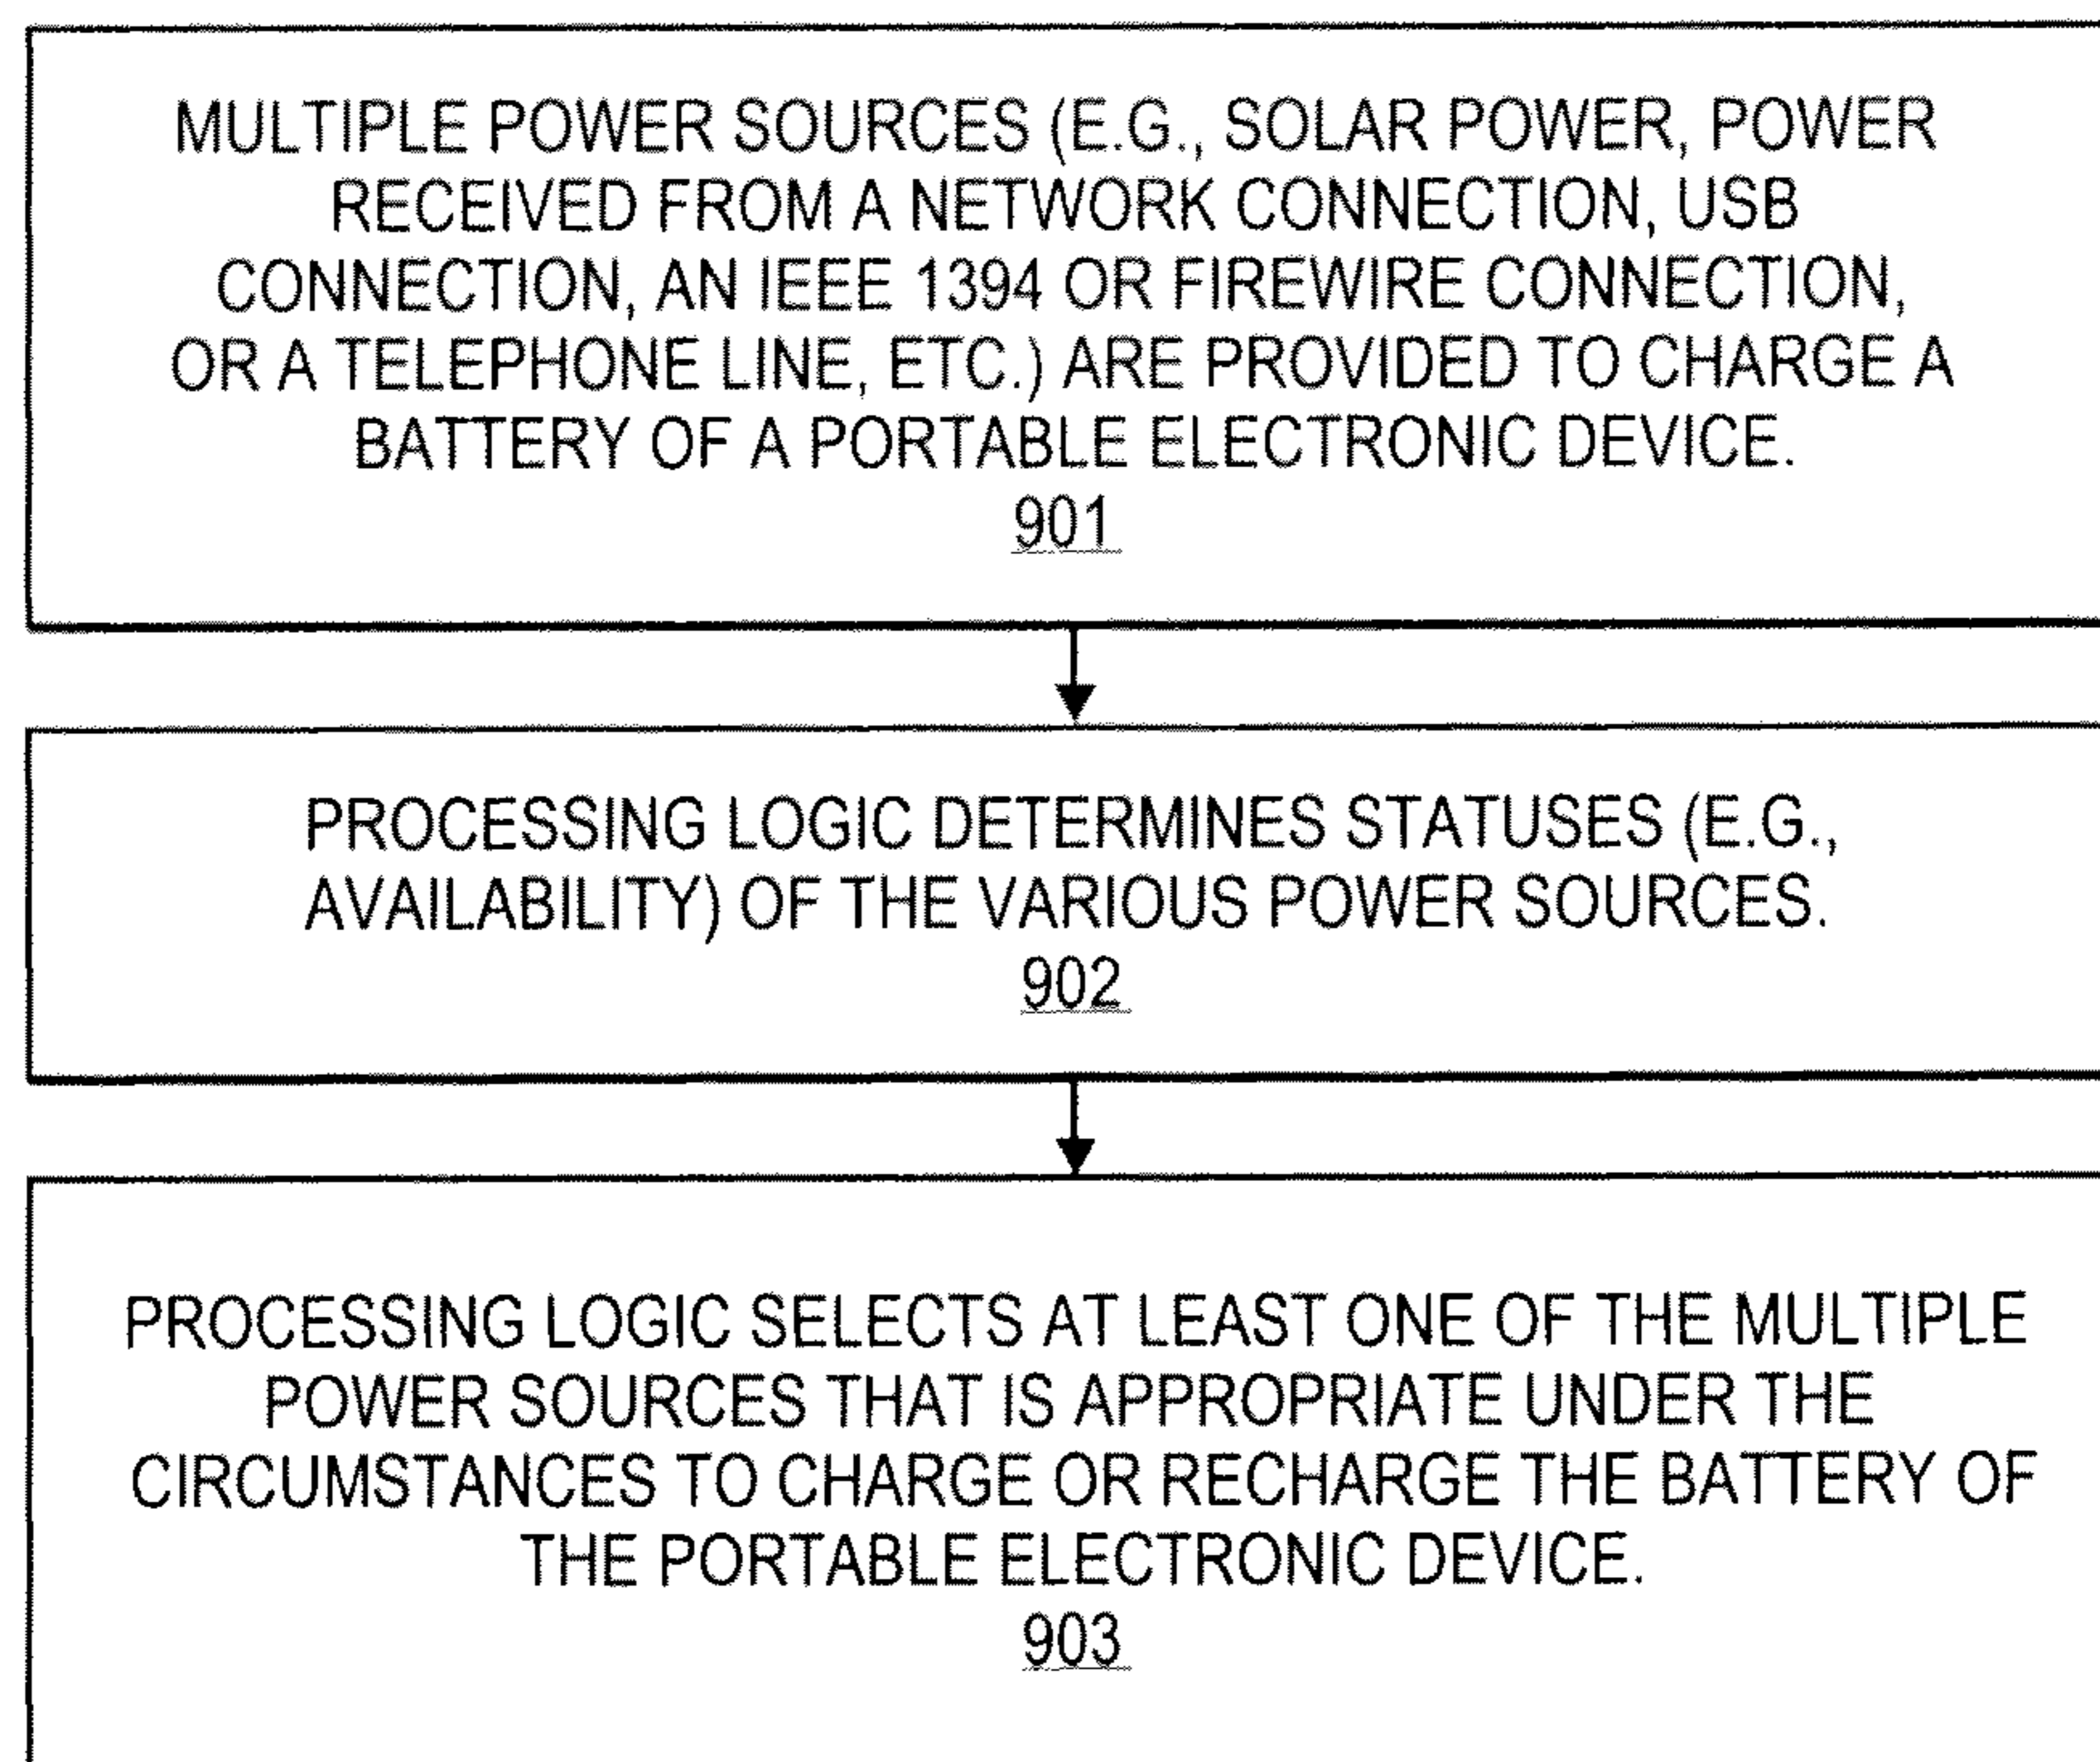 MULTIPLE POWER SOURCES (E.G., SOLAR POWER, POWER
RECEIVED FROM A NETWORK CONNECTION, USB
CONNECTION, AN IEEE 1394 OR FIREWIRE CONNECTION,
OR A TELEPHONE LINE, ETC.) ARE PROVIDED TO CHARGE A
BATTERY OF A PORTABLE ELECTRONIC DEVICE.
901
PROCESSING LOGIC DETERMINES STATUSES (E.G.,
AVAILABILITY) OF THE VARIOUS POWER SOURCES.
902
PROCESSING LOGIC SELECTS AT LEAST ONE OF THE MULTIPLE
POWER SOURCES THAT IS APPROPRIATE UNDER THE
CIRCUMSTANCES TO CHARGE OR RECHARGE THE BATTERY OF
THE PORTABLE ELECTRONIC DEVICE.
903